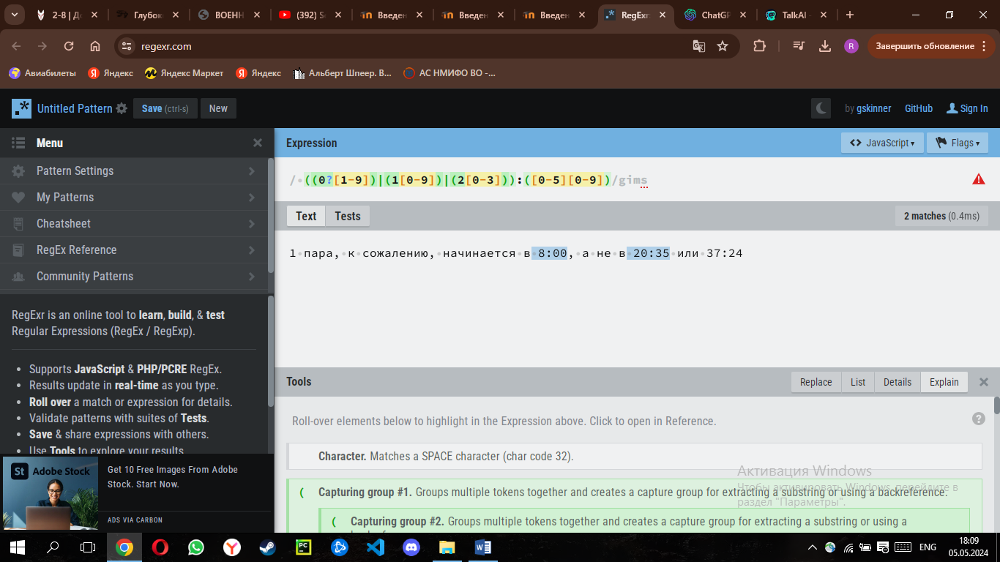 2-8 | Д
Глубок
ВОЕНН
(392) S
Введен
Введен
Введен
RegExr
ChatGP
TalkAI
regexr.com
R
Завершить обновление
Авиабилеты
Яндекс
Яндекс Маркет
Яндекс
Альберт Шпеер. В...
АС НМИФО ВО -...
Untitled Pattern
Save (ctrl-s)
New
by gskinner
GitHub
Sign In
Menu
Expression
JavaScript
Flags
Pattern Settings
My Patterns
Cheatsheet
RegEx Reference
Community Patterns
/ ((0?[1-9])|(1[0-9])|(2[0-3])):([0-5][0-9])/gims
Text
Tests
2 matches (0.4ms)
1 пара, к сожалению, начинается в 8:00, а не в 20:35 или 37:24
RegExr is an online tool to learn, build, & test
Regular Expressions (RegEx / RegExp).
• Supports JavaScript & PHP/PCRE RegEx.
• Results update in real-time as you type.
• Roll over a match or expression for details.
• Validate patterns with suites of Tests.
• Save & share expressions with others.
• Use Tools to explore your results.
Tools
Replace
List
Details
Explain
Roll-over elements below to highlight in the Expression above. Click to open in Reference.
?
Character. Matches a SPACE character (char code 32).
( Capturing group #1. Groups multiple tokens together and creates a capture group for extracting a substring or using a backreference.
( Capturing group #2. Groups multiple tokens together and creates a capture group for extracting a substring or using a
St Adobe Stock
Get 10 Free Images From Adobe
Stock. Start Now.
ADS VIA CARBON
Активация Windows
Чтобы активировать Windows, перейдите в
раздел "Параметры".
PC
ENG
18:09
05.05.2024